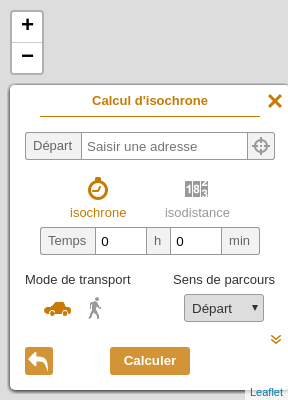 +
−
Calcul d'isochrone
Départ Saisir une adresse
isochrone isodistance
Temps 0 h 0 min
Mode de transport Sens de parcours
Départ
Calculer
Leaflet